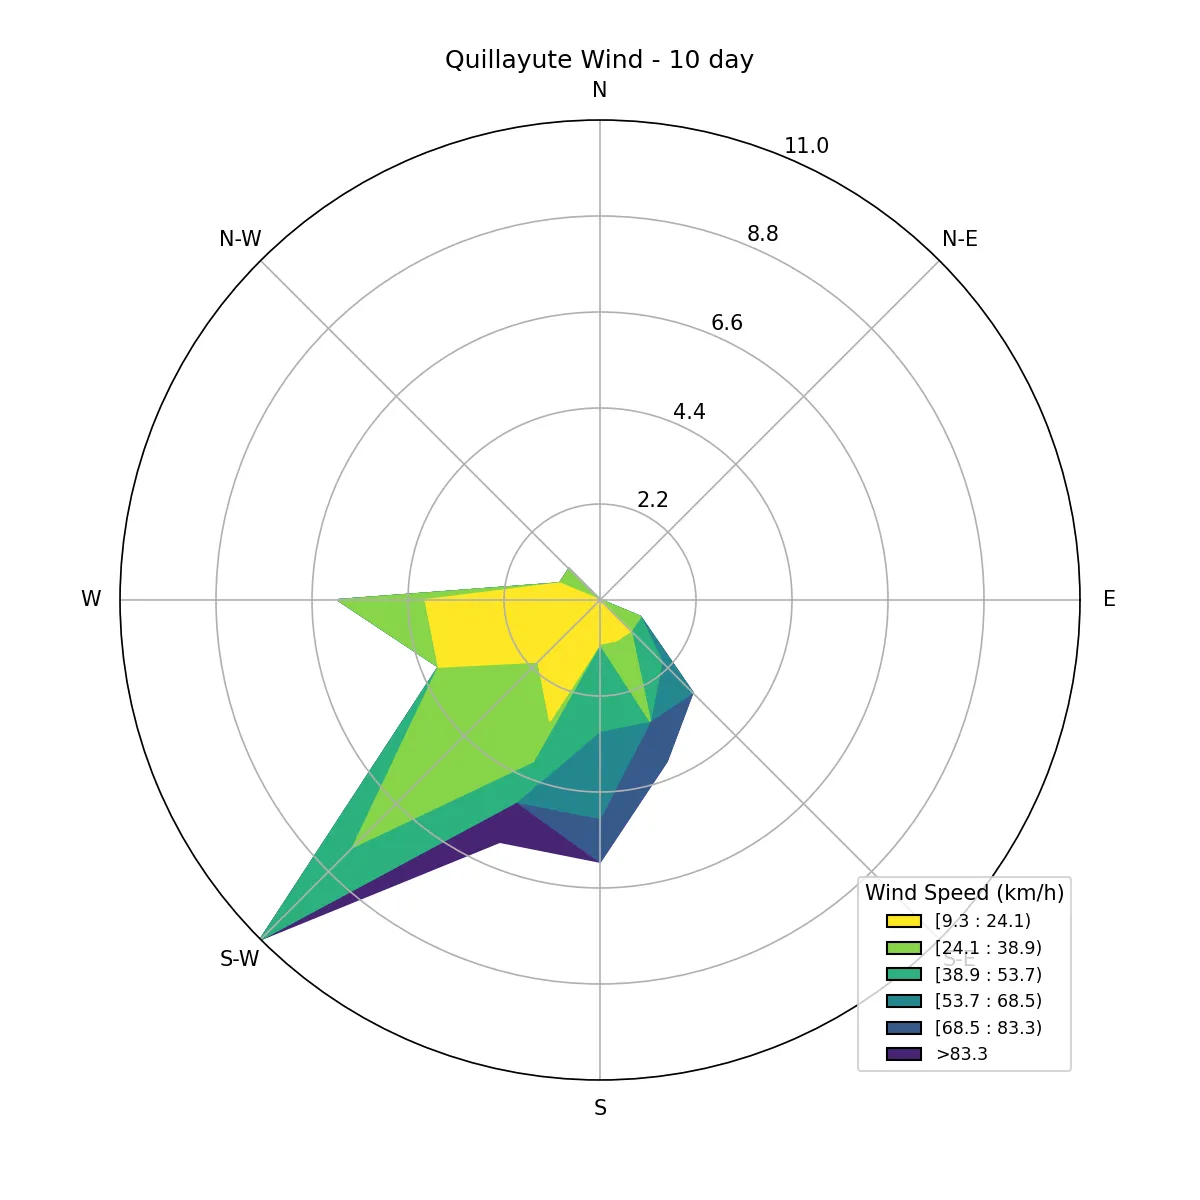 Quillayute Wind - 10 day
N
11.0
N-W
8.8
N-E
6.6
4.4
2.2
W
E
Wind Speed (km/h)
[9.3 : 24.1)
[24.1 : 38.9)
S-W
S-E
[38.9 : 53.7)
[53.7 : 68.5)
[68.5 : 83.3)
>83.3
S